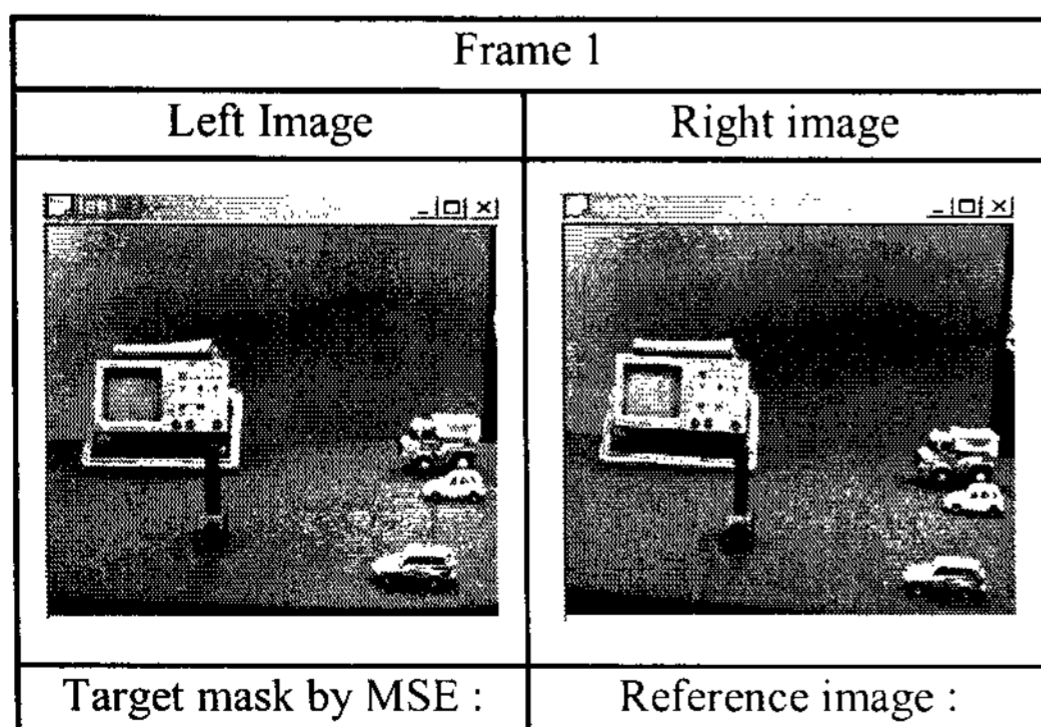 Frame 1
Left Image
Right image
Target mask by MSE :
Reference image :